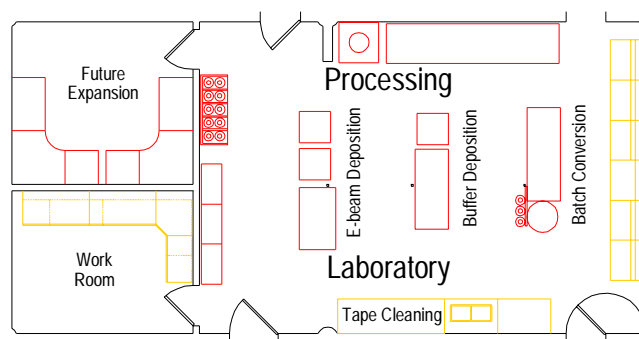 Future
Expansion
Processing
E-beam Deposition
Buffer Deposition
Batch Conversion
Work
Room
Laboratory
Tape Cleaning